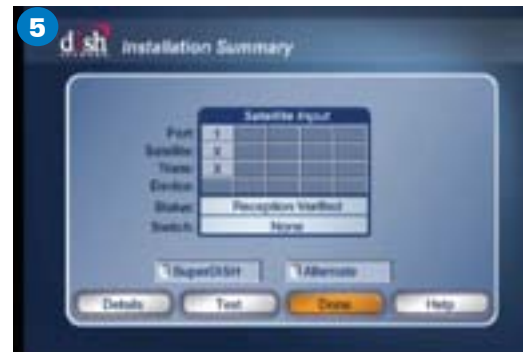 5
dish Installation Summary
Satellite Input
Port 1
Satellite X
Trans X
Device
Status Reception Verified
Switch None
SuperDISH Alternate
Details Test Done Help